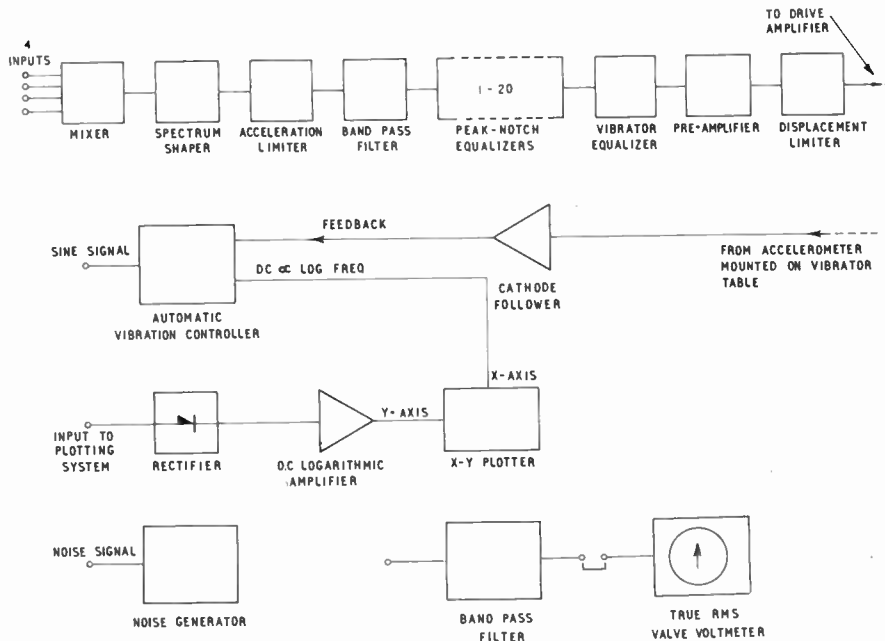 4
INPUTS
MIXER
SPECTRUM
SHAPER
ACCELERATION
LIMITER
BAND PASS
FILTER
1-20
PEAK-NOTCH
EQUALIZERS
VIBRATOR
EQUALIZER
PRE-AMPLIFIER
DISPLACEMENT
LIMITER
TO DRIVE
AMPLIFIER
SINE SIGNAL
AUTOMATIC
VIBRATION CONTROLLER
FEEDBACK
DC ∝ LOG FREQ
CATHODE
FOLLOWER
FROM ACCELEROMETER
MOUNTED ON VIBRATOR
TABLE
INPUT TO
PLOTTING
SYSTEM
RECTIFIER
D.C LOGARITHMIC
AMPLIFIER
Y-AXIS
X-AXIS
X-Y PLOTTER
NOISE SIGNAL
NOISE GENERATOR
BAND PASS
FILTER
TRUE RMS
VALVE VOLTMETER